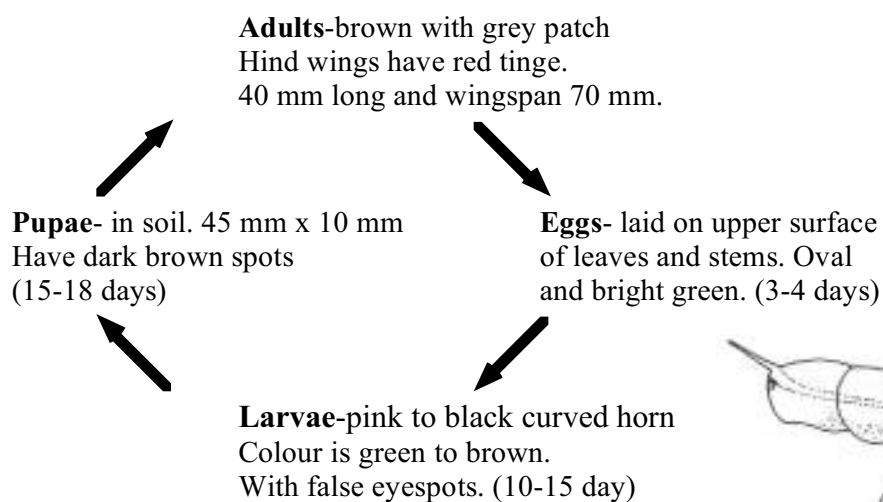 Adults-brown with grey patch
Hind wings have red tinge.
40 mm long and wingspan 70 mm.
Pupae- in soil. 45 mm x 10 mm
Have dark brown spots
(15-18 days)
Eggs- laid on upper surface
of leaves and stems. Oval
and bright green. (3-4 days)
Larvae-pink to black curved horn
Colour is green to brown.
With false eyespots. (10-15 day)